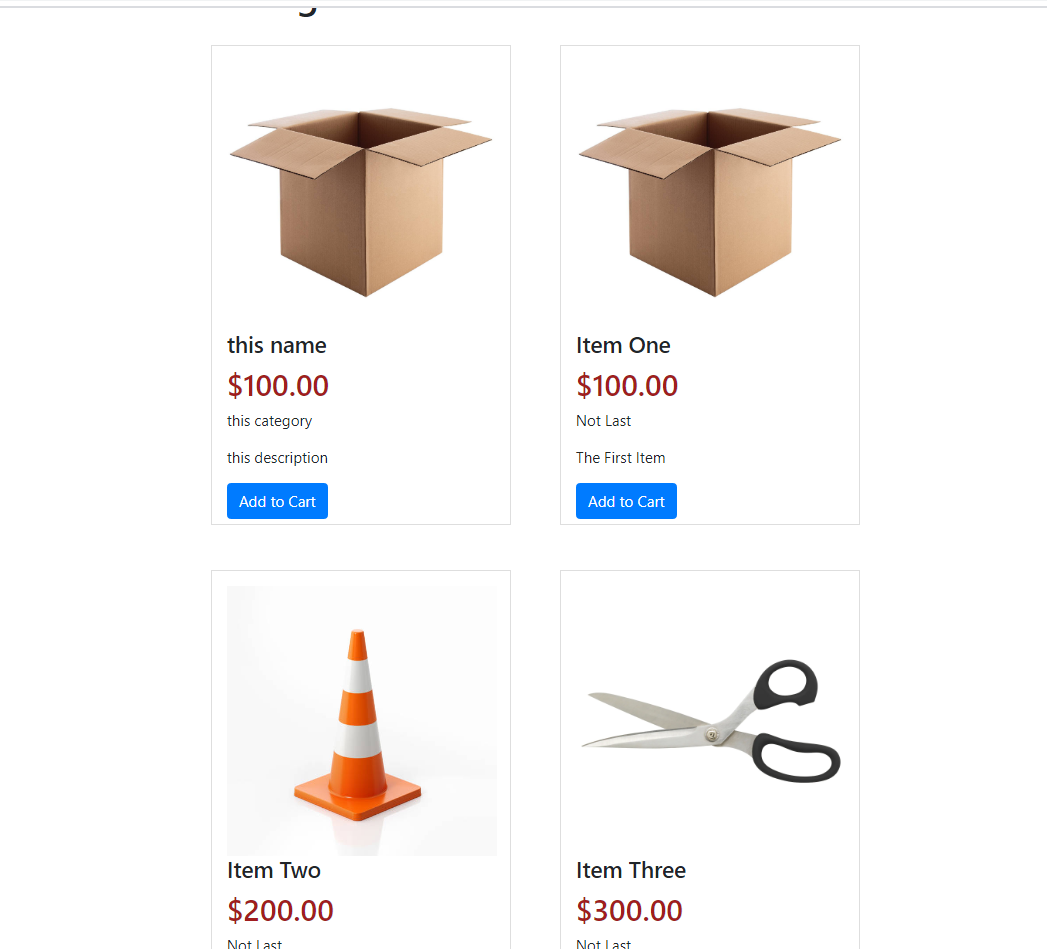 this name
$100.00
this category
this description
Add to Cart
Item One
$100.00
Not Last
The First Item
Add to Cart
Item Two
$200.00
Not Last
Item Three
$300.00
Not Last